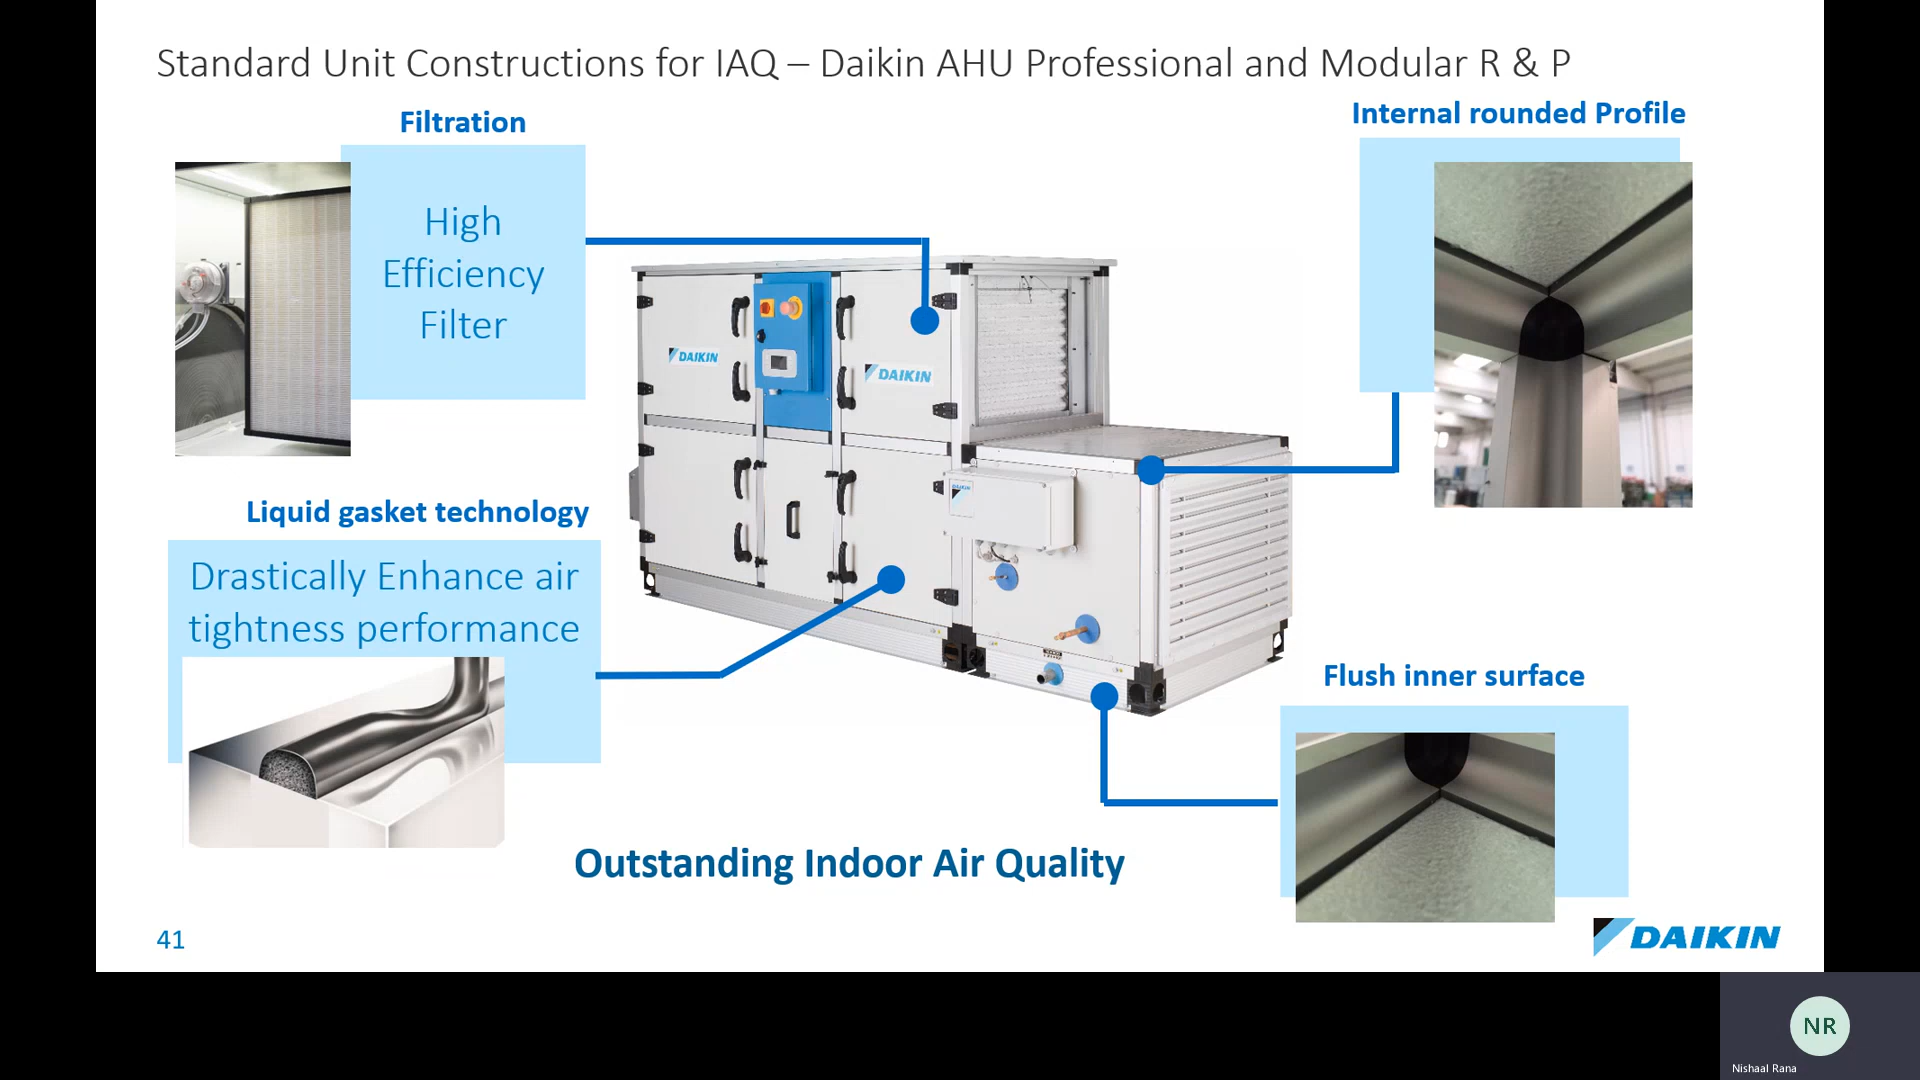 Standard Unit Constructions for IAQ – Daikin AHU Professional and Modular R & P
Filtration
High
Efficiency
Filter
Internal rounded Profile
Liquid gasket technology
Drastically Enhance air
tightness performance
DAIKIN
DAIKIN
DAIKIN
Flush inner surface
Outstanding Indoor Air Quality
41
DAIKIN
NR
Nishaal Rana